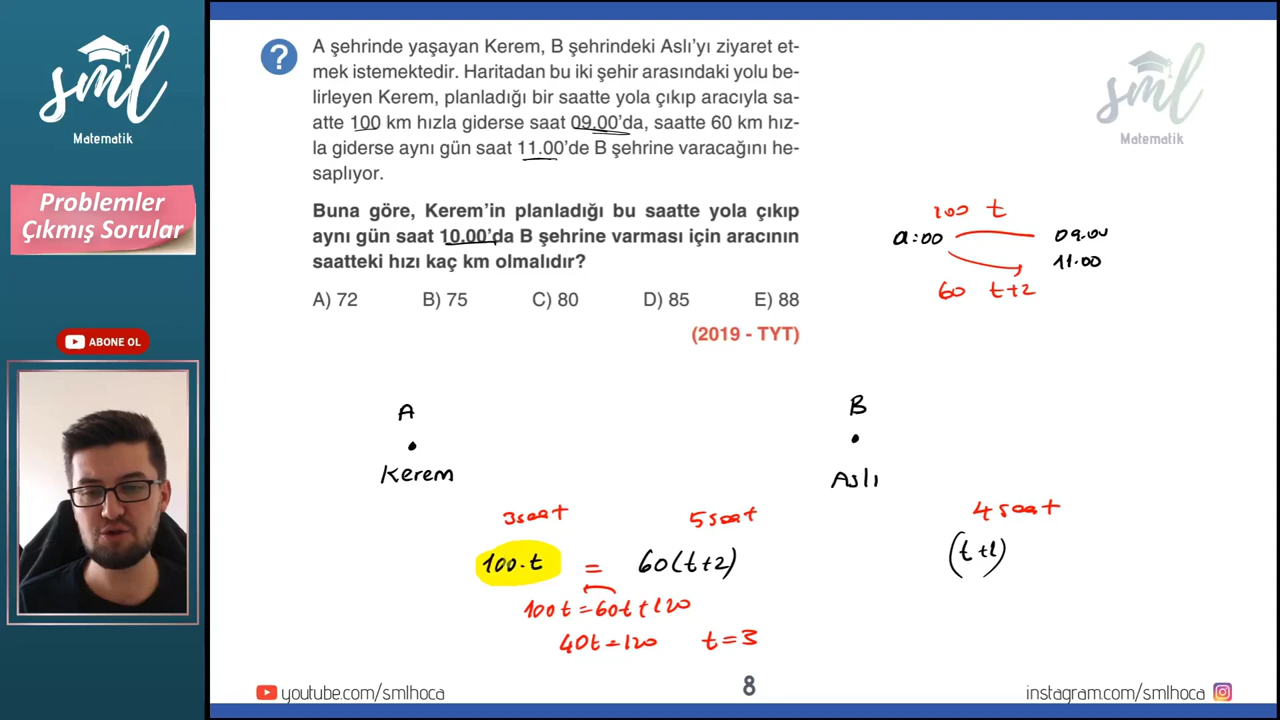 sml
Matematik
Problemler
Çıkmış Sorular
ABONE OL
?
A şehrinde yaşayan Kerem, B şehrindeki Aslı'yı ziyaret et-
mek istemektedir. Haritadan bu iki şehir arasındaki yolu be-
lirleyen Kerem, planladığı bir saatte yola çıkıp aracıyla sa-
atte 100 km hızla giderse saat 09.00'da, saatte 60 km hız-
la giderse aynı gün saat 11.00'de B şehrine varacağını he-
saplıyor.
Buna göre, Kerem'in planladığı bu saatte yola çıkıp
aynı gün saat 10.00'da B şehrine varması için aracının
saatteki hızı kaç km olmalıdır?
A) 72 B) 75 C) 80 D) 85 E) 88
(2019 - TYT)
sml
Matematik
100 t
a:00 09.00
11.00
60 t+2
A B
Kerem Aslı
3 saat 5 saat 4 saat
100.t = 60(t+2) (t+1)
100t = 60t + 120
40t = 120 t = 3
youtube.com/smlhoca 8 instagram.com/smlhoca